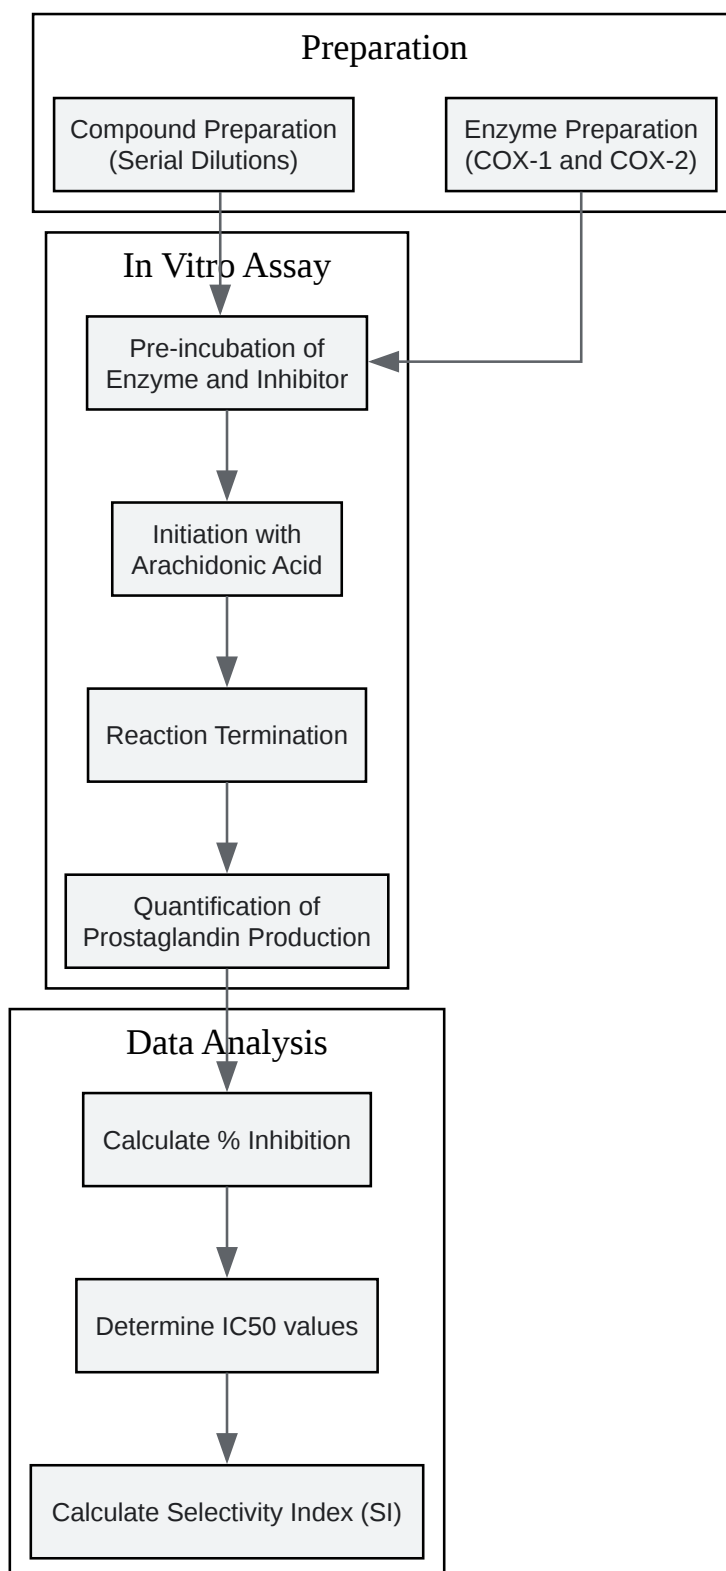 Preparation
Compound Preparation
(Serial Dilutions)
Enzyme Preparation
(COX-1 and COX-2)
In Vitro Assay
Pre-incubation of
Enzyme and Inhibitor
Initiation with
Arachidonic Acid
Reaction Termination
Quantification of
Prostaglandin Production
Data Analysis
Calculate % Inhibition
Determine IC50 values
Calculate Selectivity Index (SI)